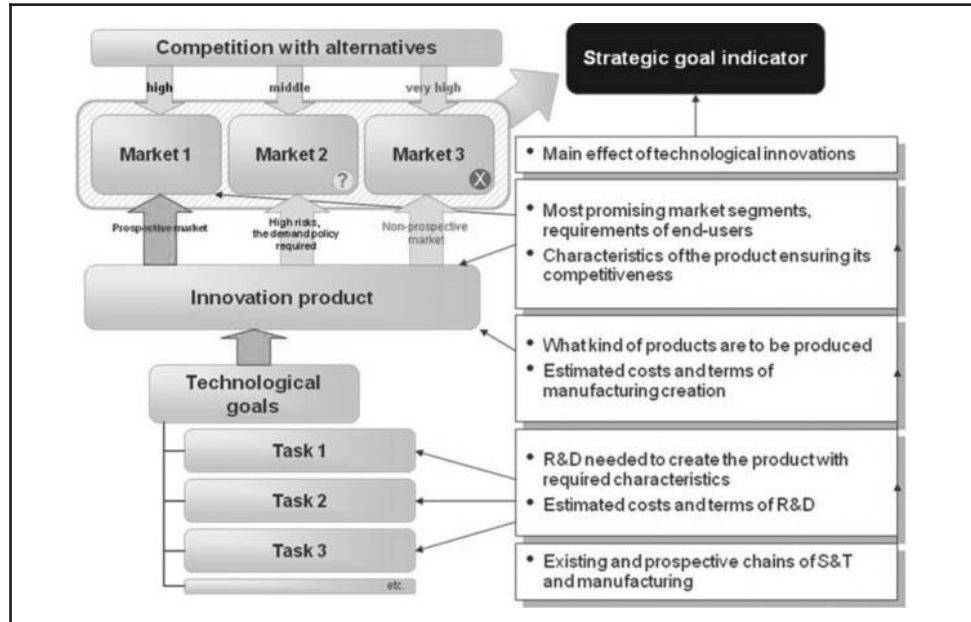 Competition with alternatives
high
middle
very high
Strategic goal indicator
Market 1
Market 2
?
Market 3
X
Prospective market
High risks,
the demand policy
required
Non-prospective
market
Innovation product
Technological
goals
Task 1
Task 2
Task 3
etc.
• Main effect of technological innovations
• Most promising market segments,
requirements of end-users
• Characteristics of the product ensuring its
competitiveness
• What kind of products are to be produced
• Estimated costs and terms of
manufacturing creation
• R&D needed to create the product with
required characteristics
• Estimated costs and terms of R&D
• Existing and prospective chains of S&T
and manufacturing